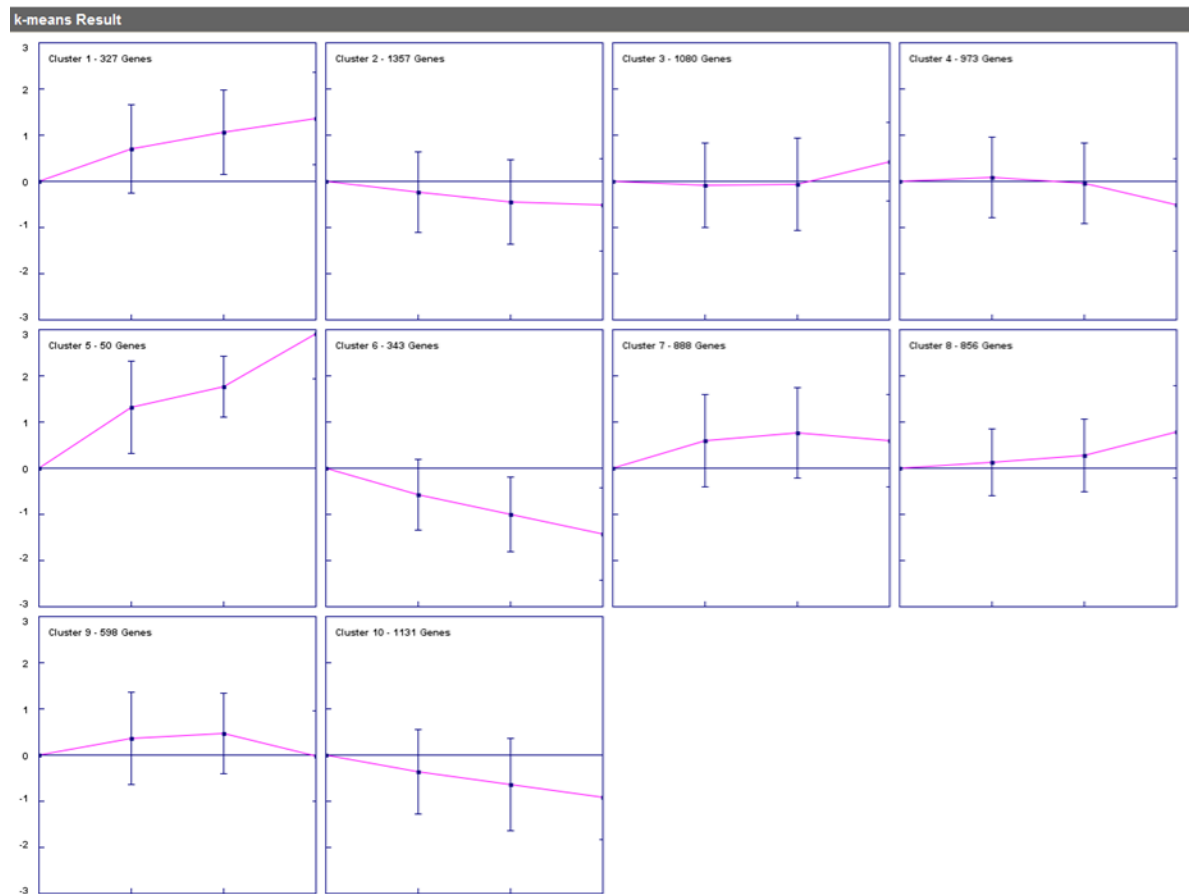 k-means Result
3
Cluster 1 - 327 Genes
Cluster 2 - 1357 Genes
Cluster 3 - 1080 Genes
Cluster 4 - 973 Genes
2
1
0
-1
-2
-3
3
Cluster 5 - 50 Genes
Cluster 6 - 343 Genes
Cluster 7 - 888 Genes
Cluster 8 - 856 Genes
2
1
0
-1
-2
-3
3
Cluster 9 - 598 Genes
Cluster 10 - 1131 Genes
2
1
0
-1
-2
-3